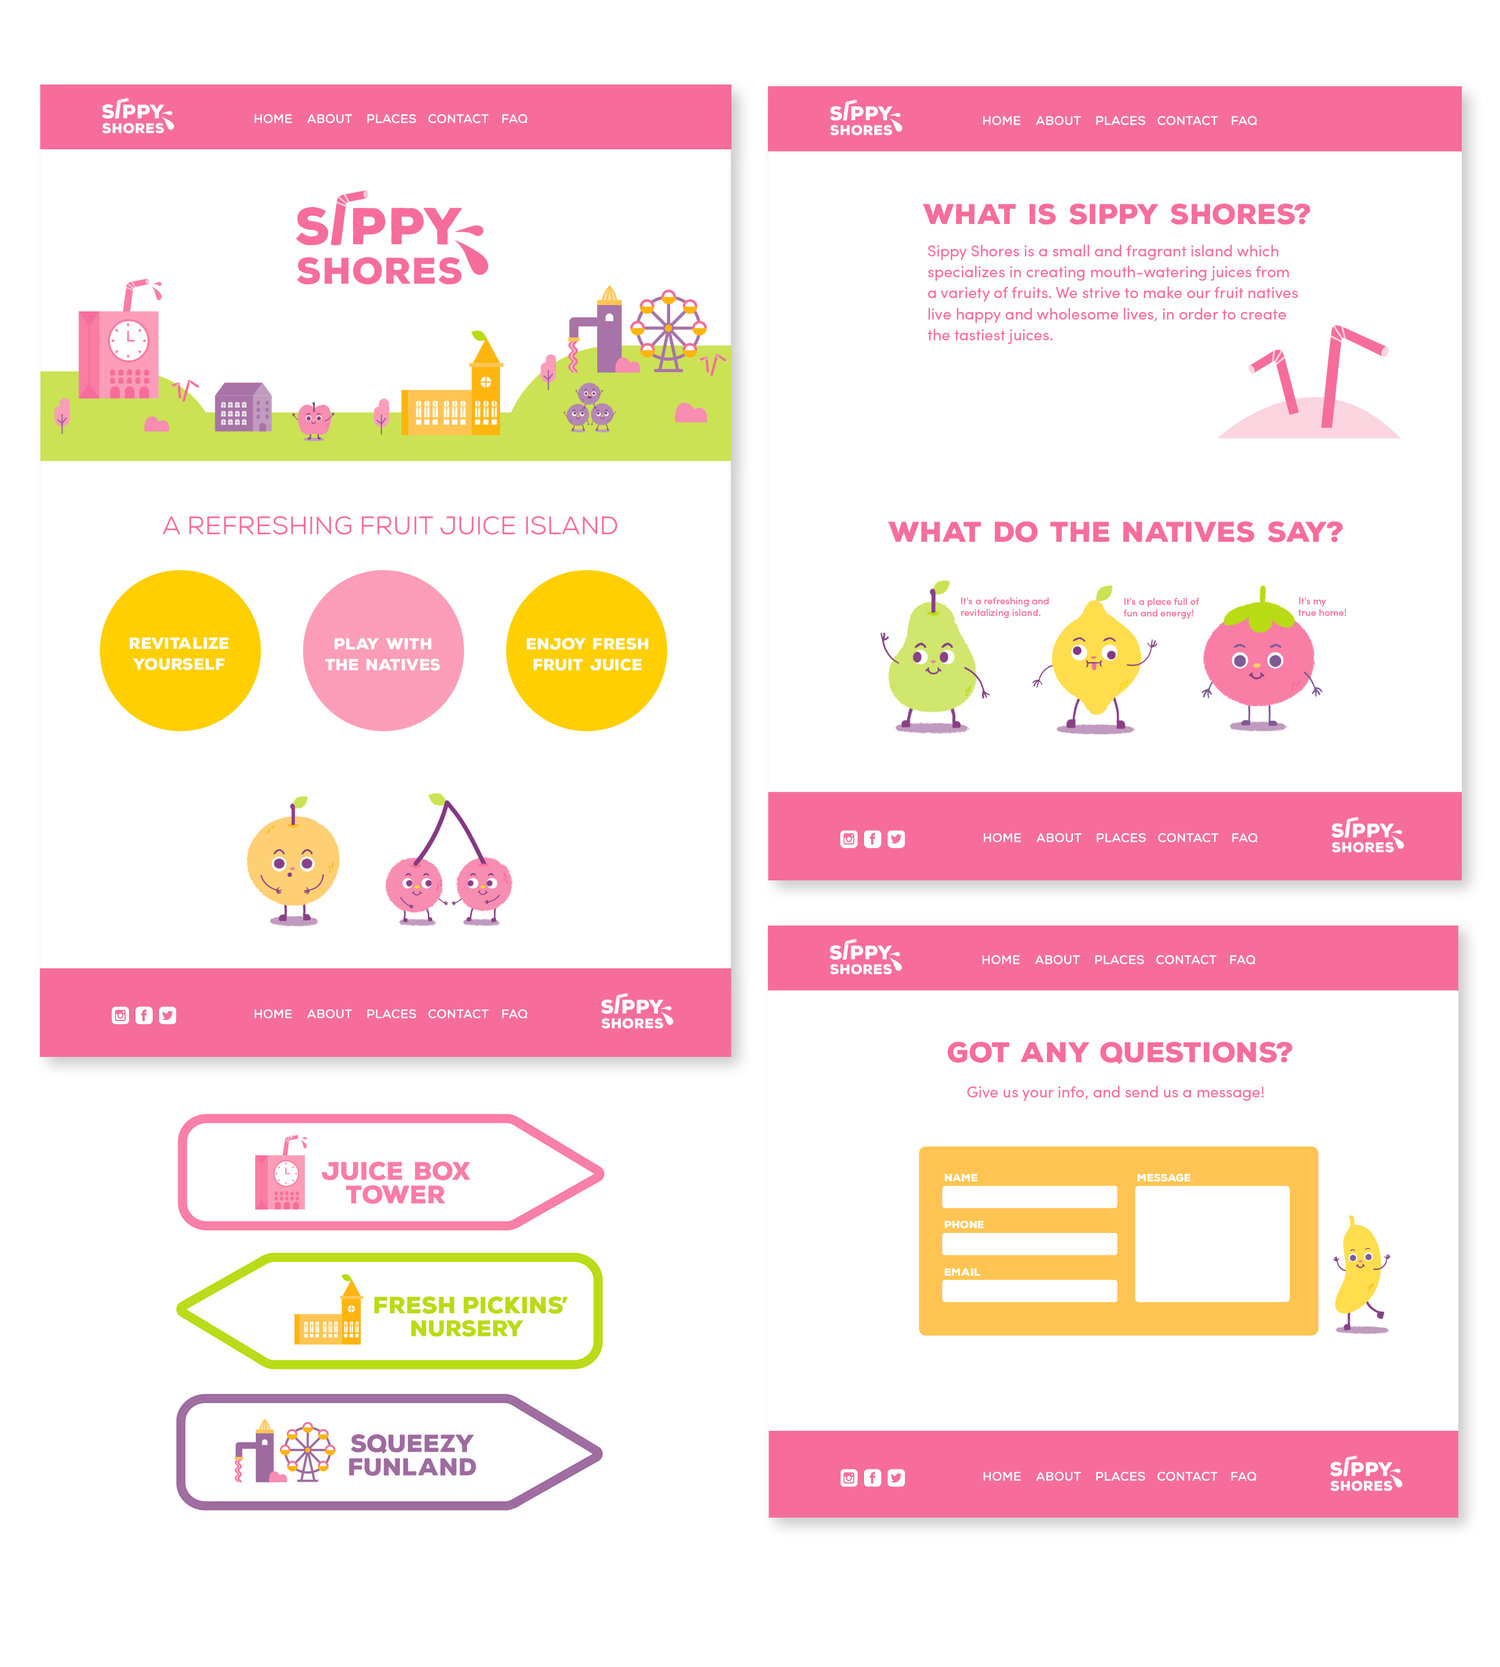 SIPPY
SHORES
HOME ABOUT PLACES CONTACT FAQ
SIPPY
SHORES
A REFRESHING FRUIT JUICE ISLAND
REVITALIZE
YOURSELF
PLAY WITH
THE NATIVES
ENJOY FRESH
FRUIT JUICE
HOME ABOUT PLACES CONTACT FAQ
SIPPY
SHORES
JUICE BOX
TOWER
FRESH PICKINS'
NURSERY
SQUEEZY
FUNLAND
SIPPY
SHORES
HOME ABOUT PLACES CONTACT FAQ
WHAT IS SIPPY SHORES?
Sippy Shores is a small and fragrant island which
specializes in creating mouth-watering juices from
a variety of fruits. We strive to make our fruit natives
live happy and wholesome lives, in order to create
the tastiest juices.
WHAT DO THE NATIVES SAY?
It's a refreshing and
revitalizing island.
It's a place full of
fun and energy!
It's my
true home!
HOME ABOUT PLACES CONTACT FAQ
SIPPY
SHORES
SIPPY
SHORES
HOME ABOUT PLACES CONTACT FAQ
GOT ANY QUESTIONS?
Give us your info, and send us a message!
NAME
PHONE
EMAIL
MESSAGE
HOME ABOUT PLACES CONTACT FAQ
SIPPY
SHORES